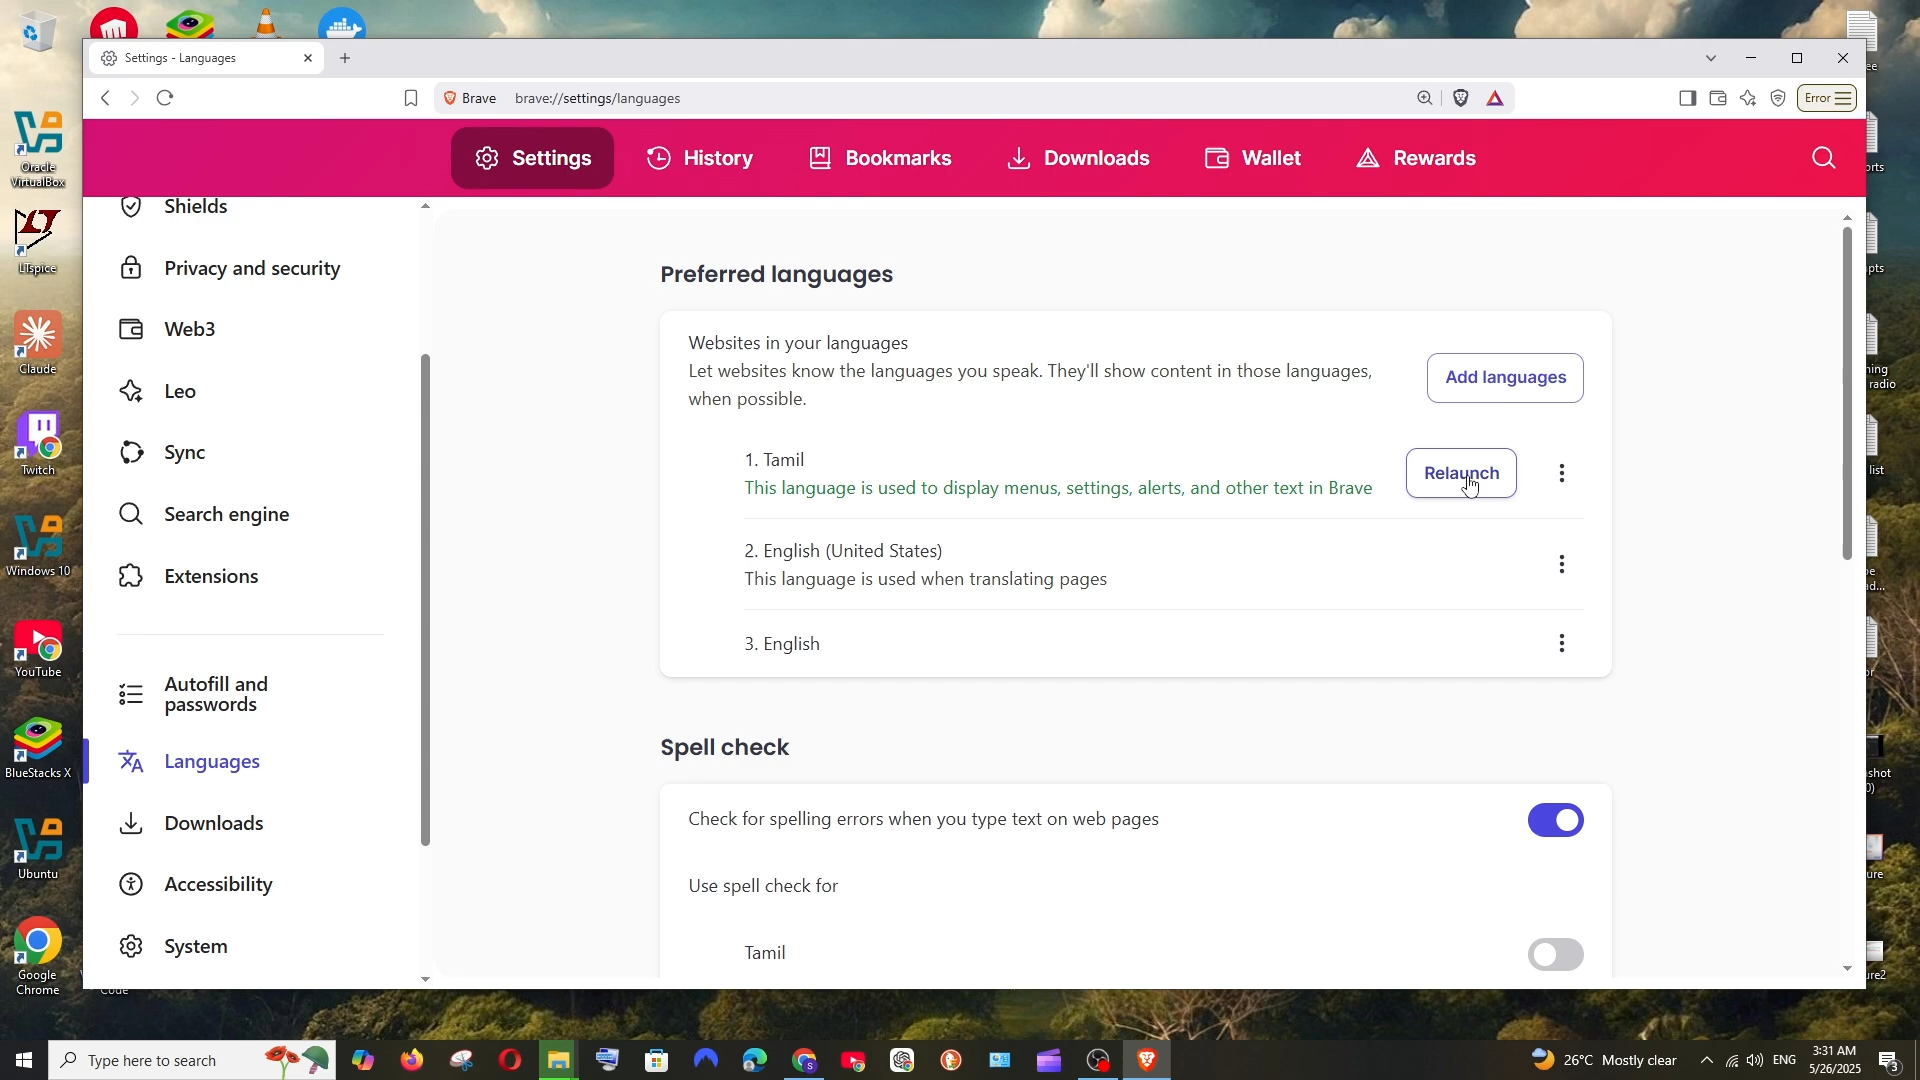 Settings - Languages
Brave brave://settings/languages
Error
Settings
History
Bookmarks
Downloads
Wallet
Rewards
Shields
Privacy and security
Web3
Leo
Sync
Search engine
Extensions
Autofill and
passwords
Languages
Downloads
Accessibility
System
Preferred languages
Websites in your languages
Let websites know the languages you speak. They'll show content in those languages,
when possible.
Add languages
1. Tamil
This language is used to display menus, settings, alerts, and other text in Brave
Relaunch
2. English (United States)
This language is used when translating pages
3. English
Spell check
Check for spelling errors when you type text on web pages
Use spell check for
Tamil
Oracle
VirtualBox
LTspice
Claude
Twitch
Windows 10
YouTube
BlueStacks X
Ubuntu
Google
Chrome
Code
radio
list
Type here to search
26°C Mostly clear
ENG
3:31 AM
5/26/2025
3